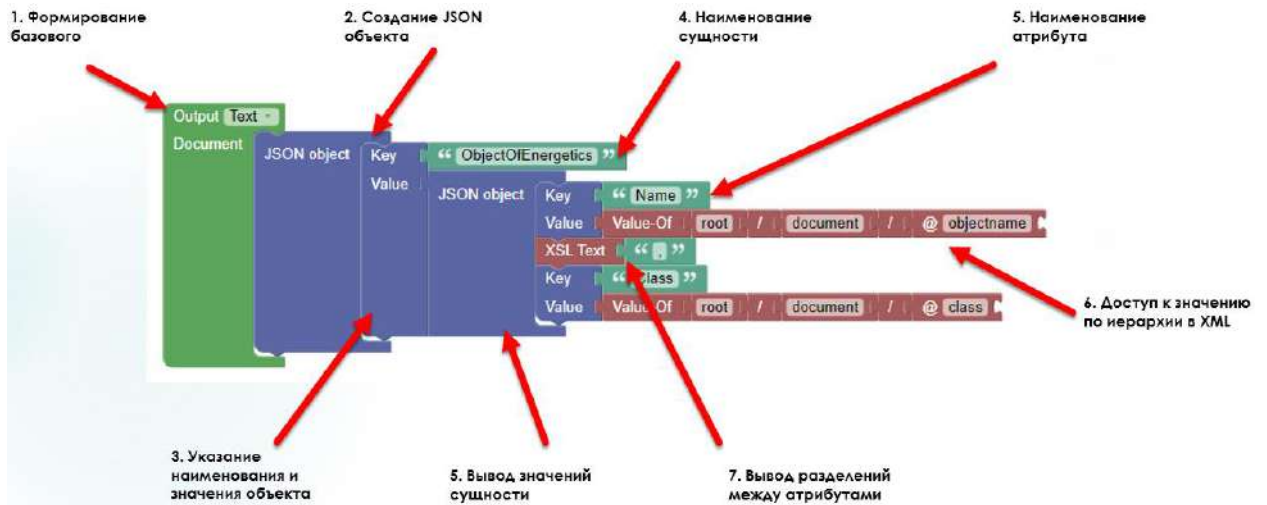 1. Формирование
базового
2. Создание JSON
объекта
4. Наименование
сущности
5. Наименование
атрибута
Output Text
Document
JSON object
Key
“ ObjectOfEnergetics ”
Value
JSON object
Key
“ Name ”
Value
Value-Of
root / document / @ objectname
XSL Text
“ , ”
Key
“ Class ”
Value
Value-Of
root / document / @ class
6. Доступ к значению
по иерархии в XML
3. Указание
наименования и
значения объекта
5. Вывод значений
сущности
7. Вывод разделений
между атрибутами